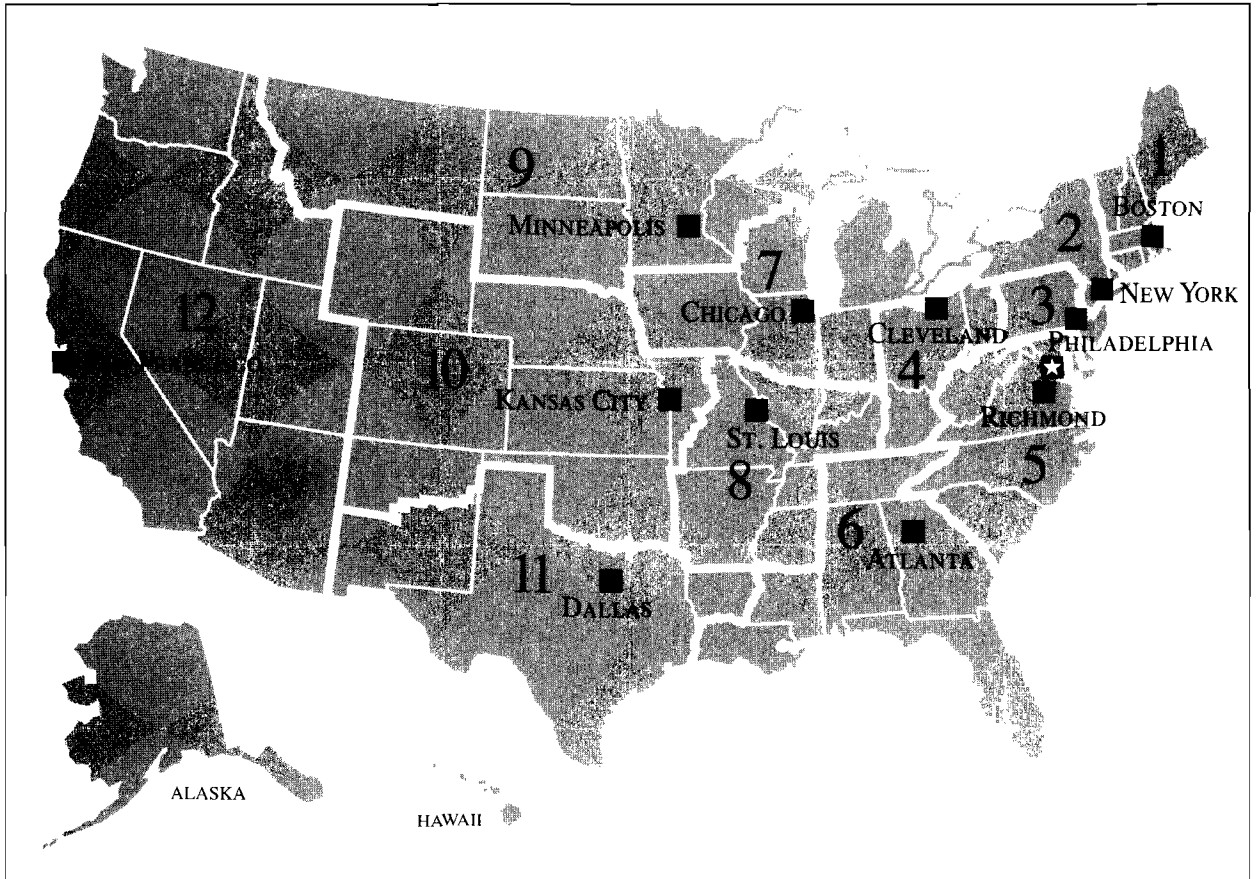 1
BOSTON
9
MINNEAPOLIS
2
7
NEW YORK
CHICAGO
12
3
CLEVELAND
PHILADELPHIA
10
4
KANSAS CITY
RICHMOND
ST. LOUIS
5
8
6
ATLANTA
11
DALLAS
ALASKA
HAWAII